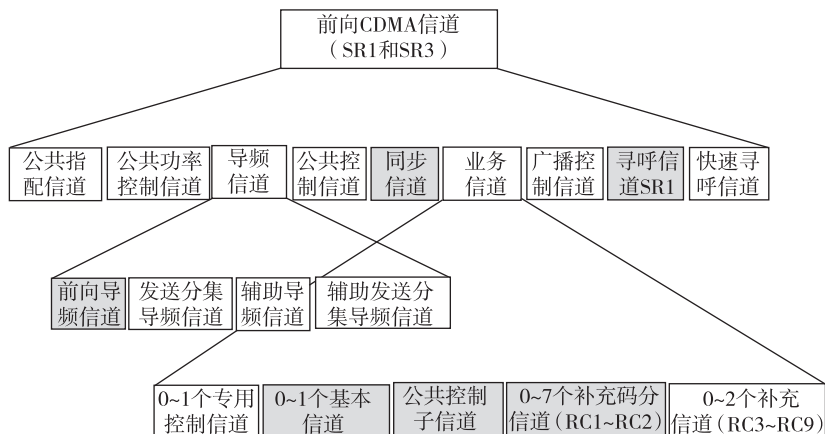 前向CDMA信道
（SR1和SR3）
公共指
配信道
公共功率
控制信道
导频
信道
公共控
制信道
同步
信道
业务
信道
广播控
制信道
寻呼信
道SR1
快速寻
呼信道
前向导
频信道
发送分集
导频信道
辅助导
频信道
辅助发送分
集导频信道
0~1个专用
控制信道
0~1个基本
信道
公共控制
子信道
0~7个补充码分
信道（RC1~RC2）
0~2个补充
信道（RC3~RC9）